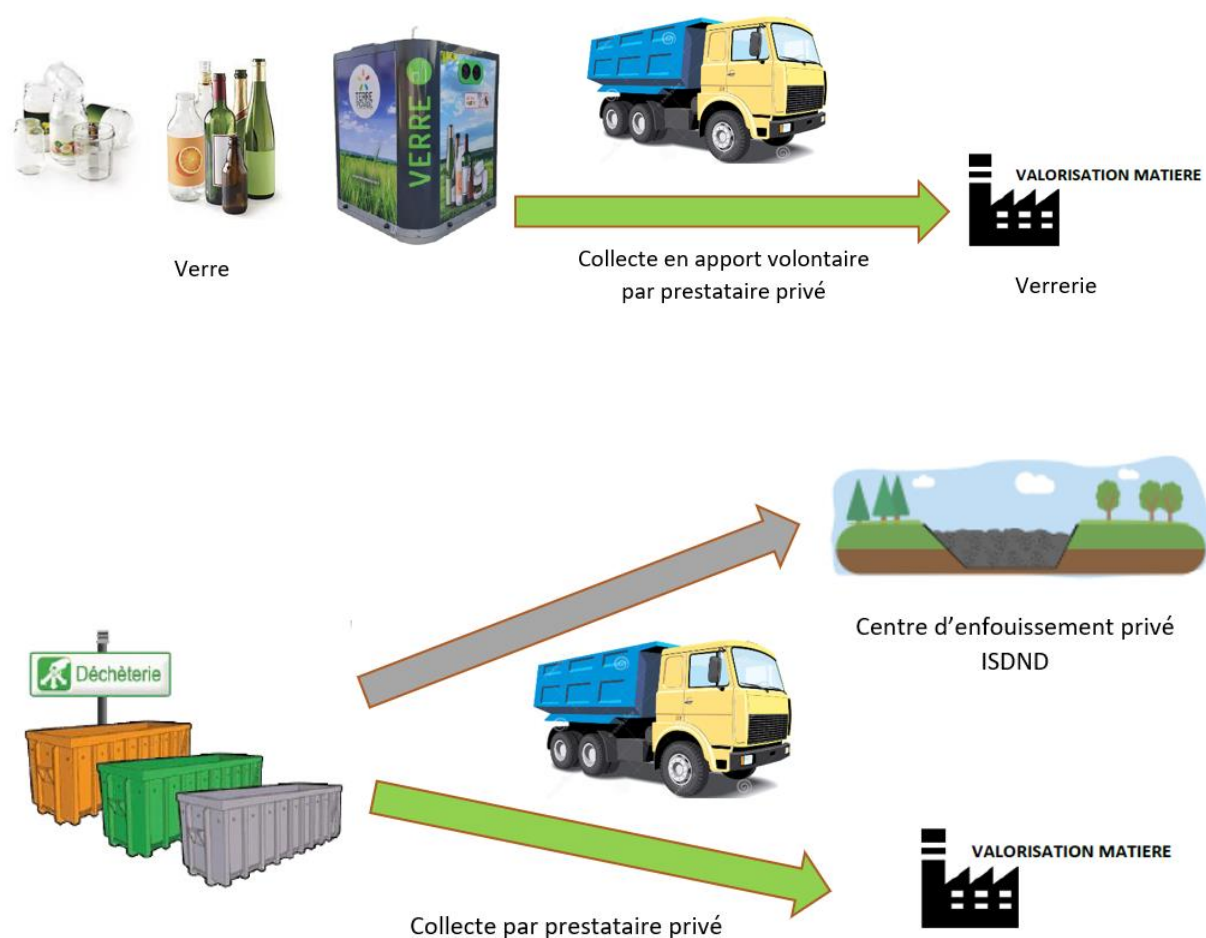 TERRE
VERRE
VALORISATION MATIERE
Verre
Collecte en apport volontaire
par prestataire privé
Verrerie
Centre d'enfouissement privé
ISDND
Déchèterie
VALORISATION MATIERE
Collecte par prestataire privé